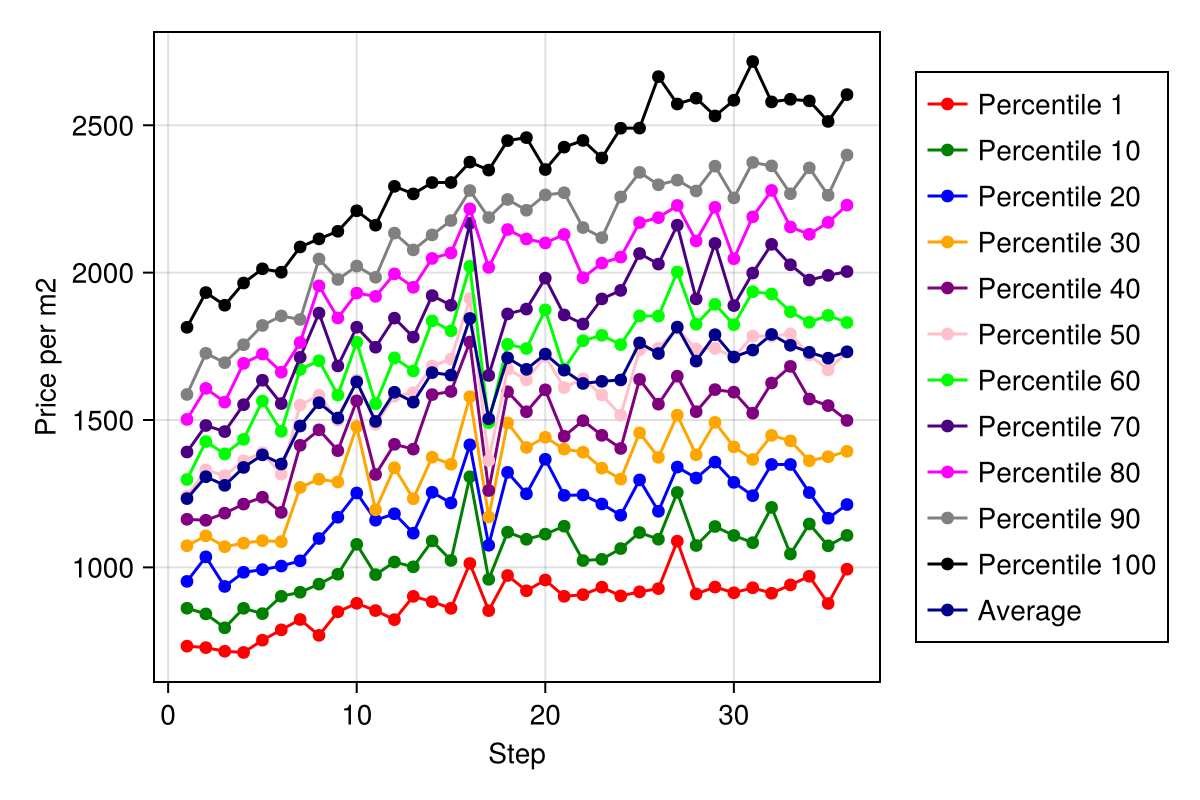 2500
2000
1500
1000
Price per m2
0 10 20 30
Step
Percentile 1
Percentile 10
Percentile 20
Percentile 30
Percentile 40
Percentile 50
Percentile 60
Percentile 70
Percentile 80
Percentile 90
Percentile 100
Average